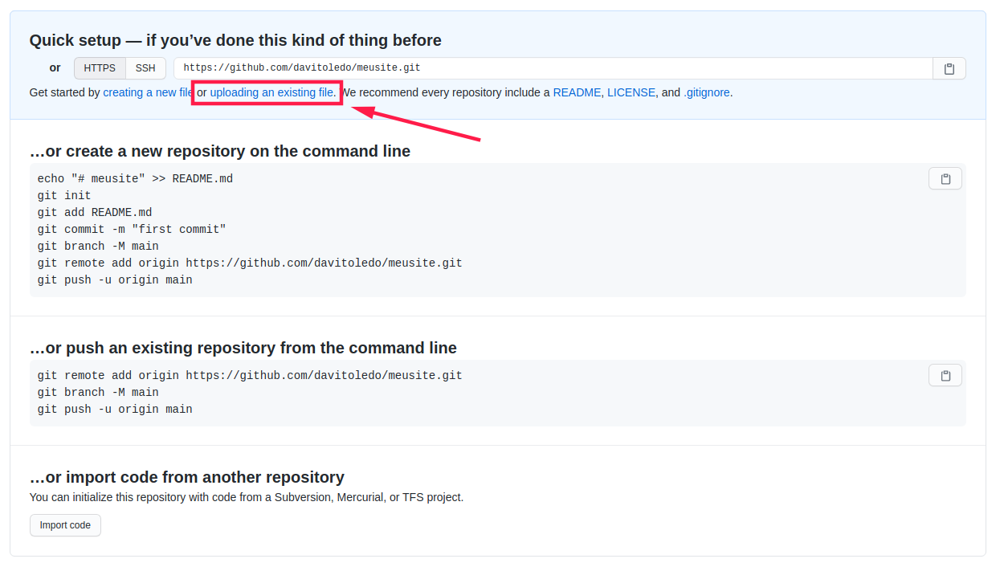 Quick setup — if you’ve done this kind of thing before
or HTTPS SSH https://github.com/davitoledo/meusite.git
Get started by creating a new file or uploading an existing file. We recommend every repository include a README, LICENSE, and .gitignore.
…or create a new repository on the command line
echo "# meusite" >> README.md
git init
git add README.md
git commit -m "first commit"
git branch -M main
git remote add origin https://github.com/davitoledo/meusite.git
git push -u origin main
…or push an existing repository from the command line
git remote add origin https://github.com/davitoledo/meusite.git
git branch -M main
git push -u origin main
…or import code from another repository
You can initialize this repository with code from a Subversion, Mercurial, or TFS project.
Import code